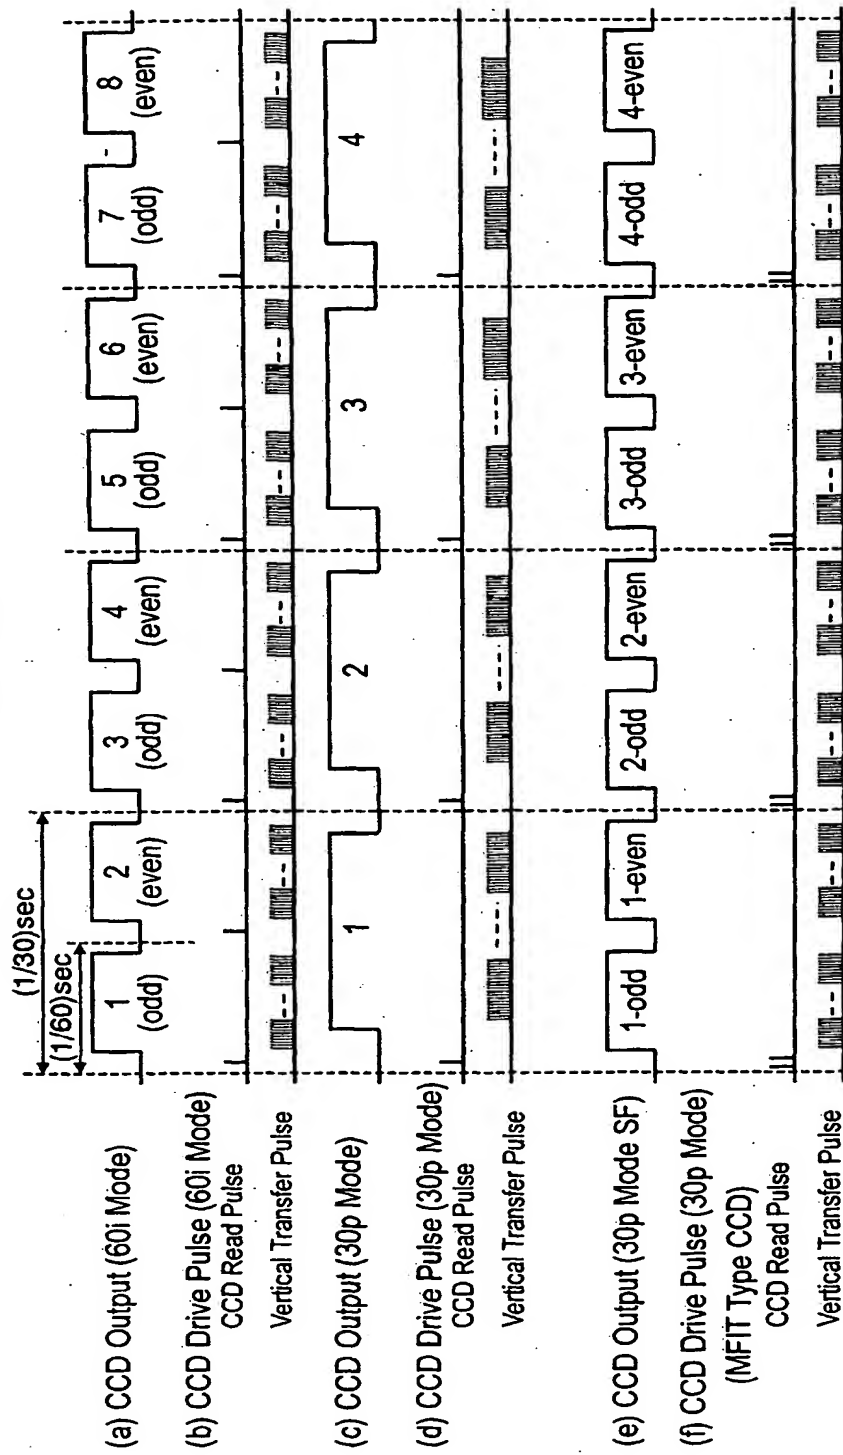 (1/30)sec
(1/60)sec
(a) CCD Output (60i Mode)
1 (odd)
2 (even)
3 (odd)
4 (even)
5 (odd)
6 (even)
7 (odd)
8 (even)
(b) CCD Drive Pulse (60i Mode)
CCD Read Pulse
Vertical Transfer Pulse
(c) CCD Output (30p Mode)
1
2
3
4
(d) CCD Drive Pulse (30p Mode)
CCD Read Pulse
Vertical Transfer Pulse
(e) CCD Output (30p Mode SF)
1-odd
1-even
2-odd
2-even
3-odd
3-even
4-odd
4-even
(f) CCD Drive Pulse (30p Mode)
(MFIT Type CCD)
CCD Read Pulse
Vertical Transfer Pulse